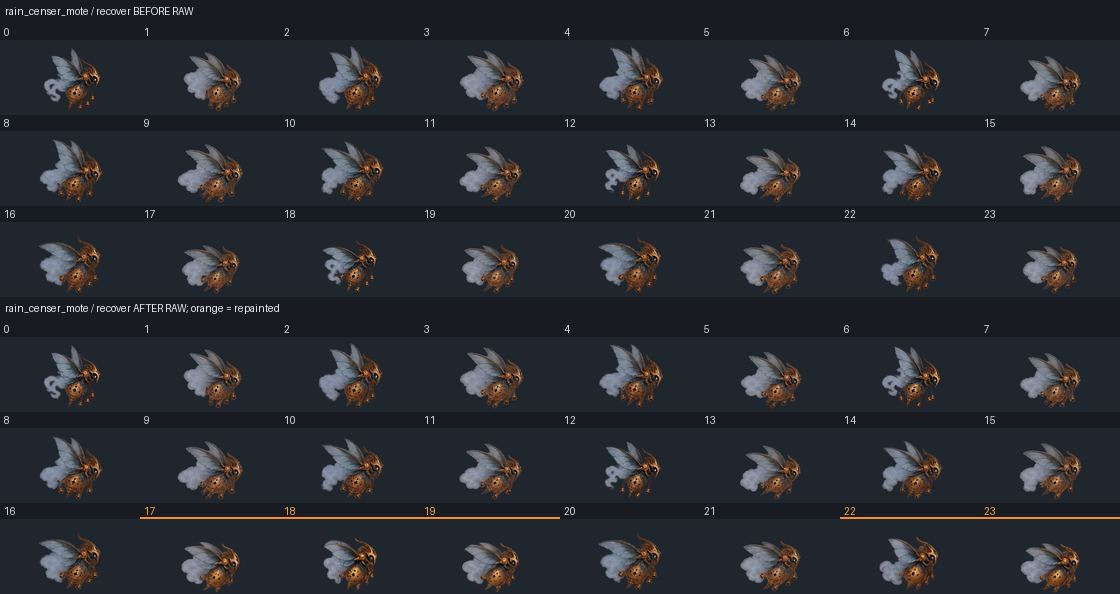 rain_censer_mote / recover BEFORE RAW
0 1 2 3 4 5 6 7
8 9 10 11 12 13 14 15
16 17 18 19 20 21 22 23
rain_censer_mote / recover AFTER RAW; orange = repainted
0 1 2 3 4 5 6 7
8 9 10 11 12 13 14 15
16 17 18 19 20 21 22 23